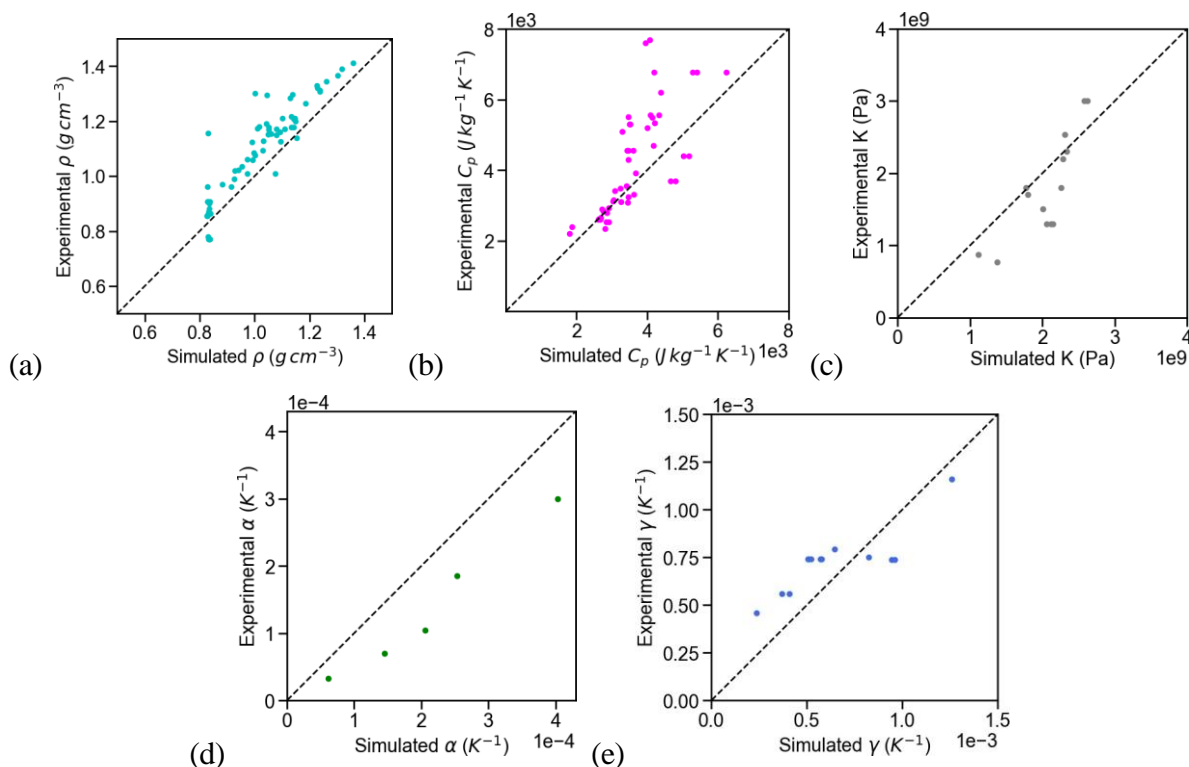 1.4
1.2
1.0
0.8
0.6
Experimental ρ (g cm⁻³)
0.6 0.8 1.0 1.2 1.4
Simulated ρ (g cm⁻³)
(a)
1e3
8
6
4
2
Experimental Cₚ (J kg⁻¹ K⁻¹)
0 2 4 6 8
Simulated Cₚ (J kg⁻¹ K⁻¹) 1e3
(b)
1e9
4
3
2
1
0
Experimental K (Pa)
0 1 2 3 4
Simulated K (Pa) 1e9
(c)
1e−4
4
3
2
1
0
Experimental α (K⁻¹)
0 1 2 3 4
Simulated α (K⁻¹) 1e−4
(d)
1e−3
1.50
1.25
1.00
0.75
0.50
0.25
0.00
Experimental γ (K⁻¹)
0.0 0.5 1.0 1.5
Simulated γ (K⁻¹) 1e−3
(e)